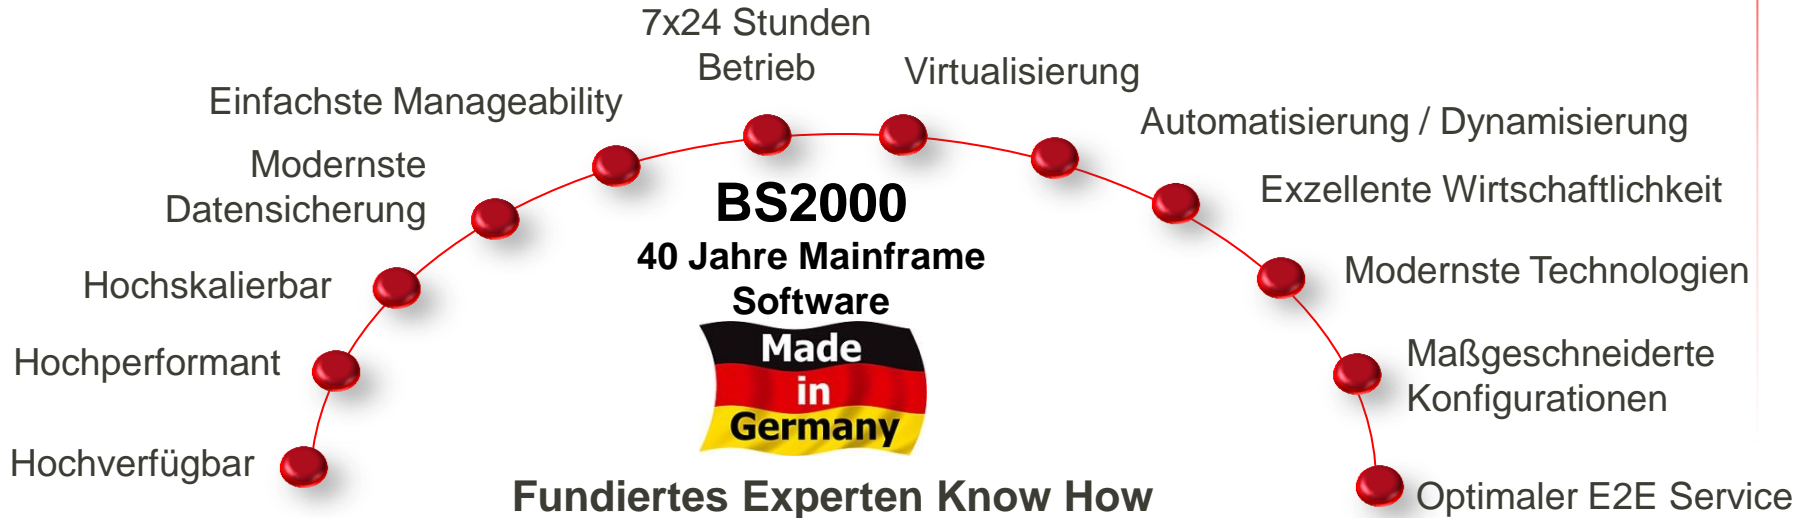 7x24 Stunden
Betrieb
Virtualisierung
Einfachste Manageability
Automatisierung / Dynamisierung
Modernste
Datensicherung
Exzellente Wirtschaftlichkeit
BS2000
40 Jahre Mainframe
Software
Hochskalierbar
Modernste Technologien
Made
in
Germany
Hochperformant
Maßgeschneiderte
Konfigurationen
Hochverfügbar
Fundiertes Experten Know How
Optimaler E2E Service